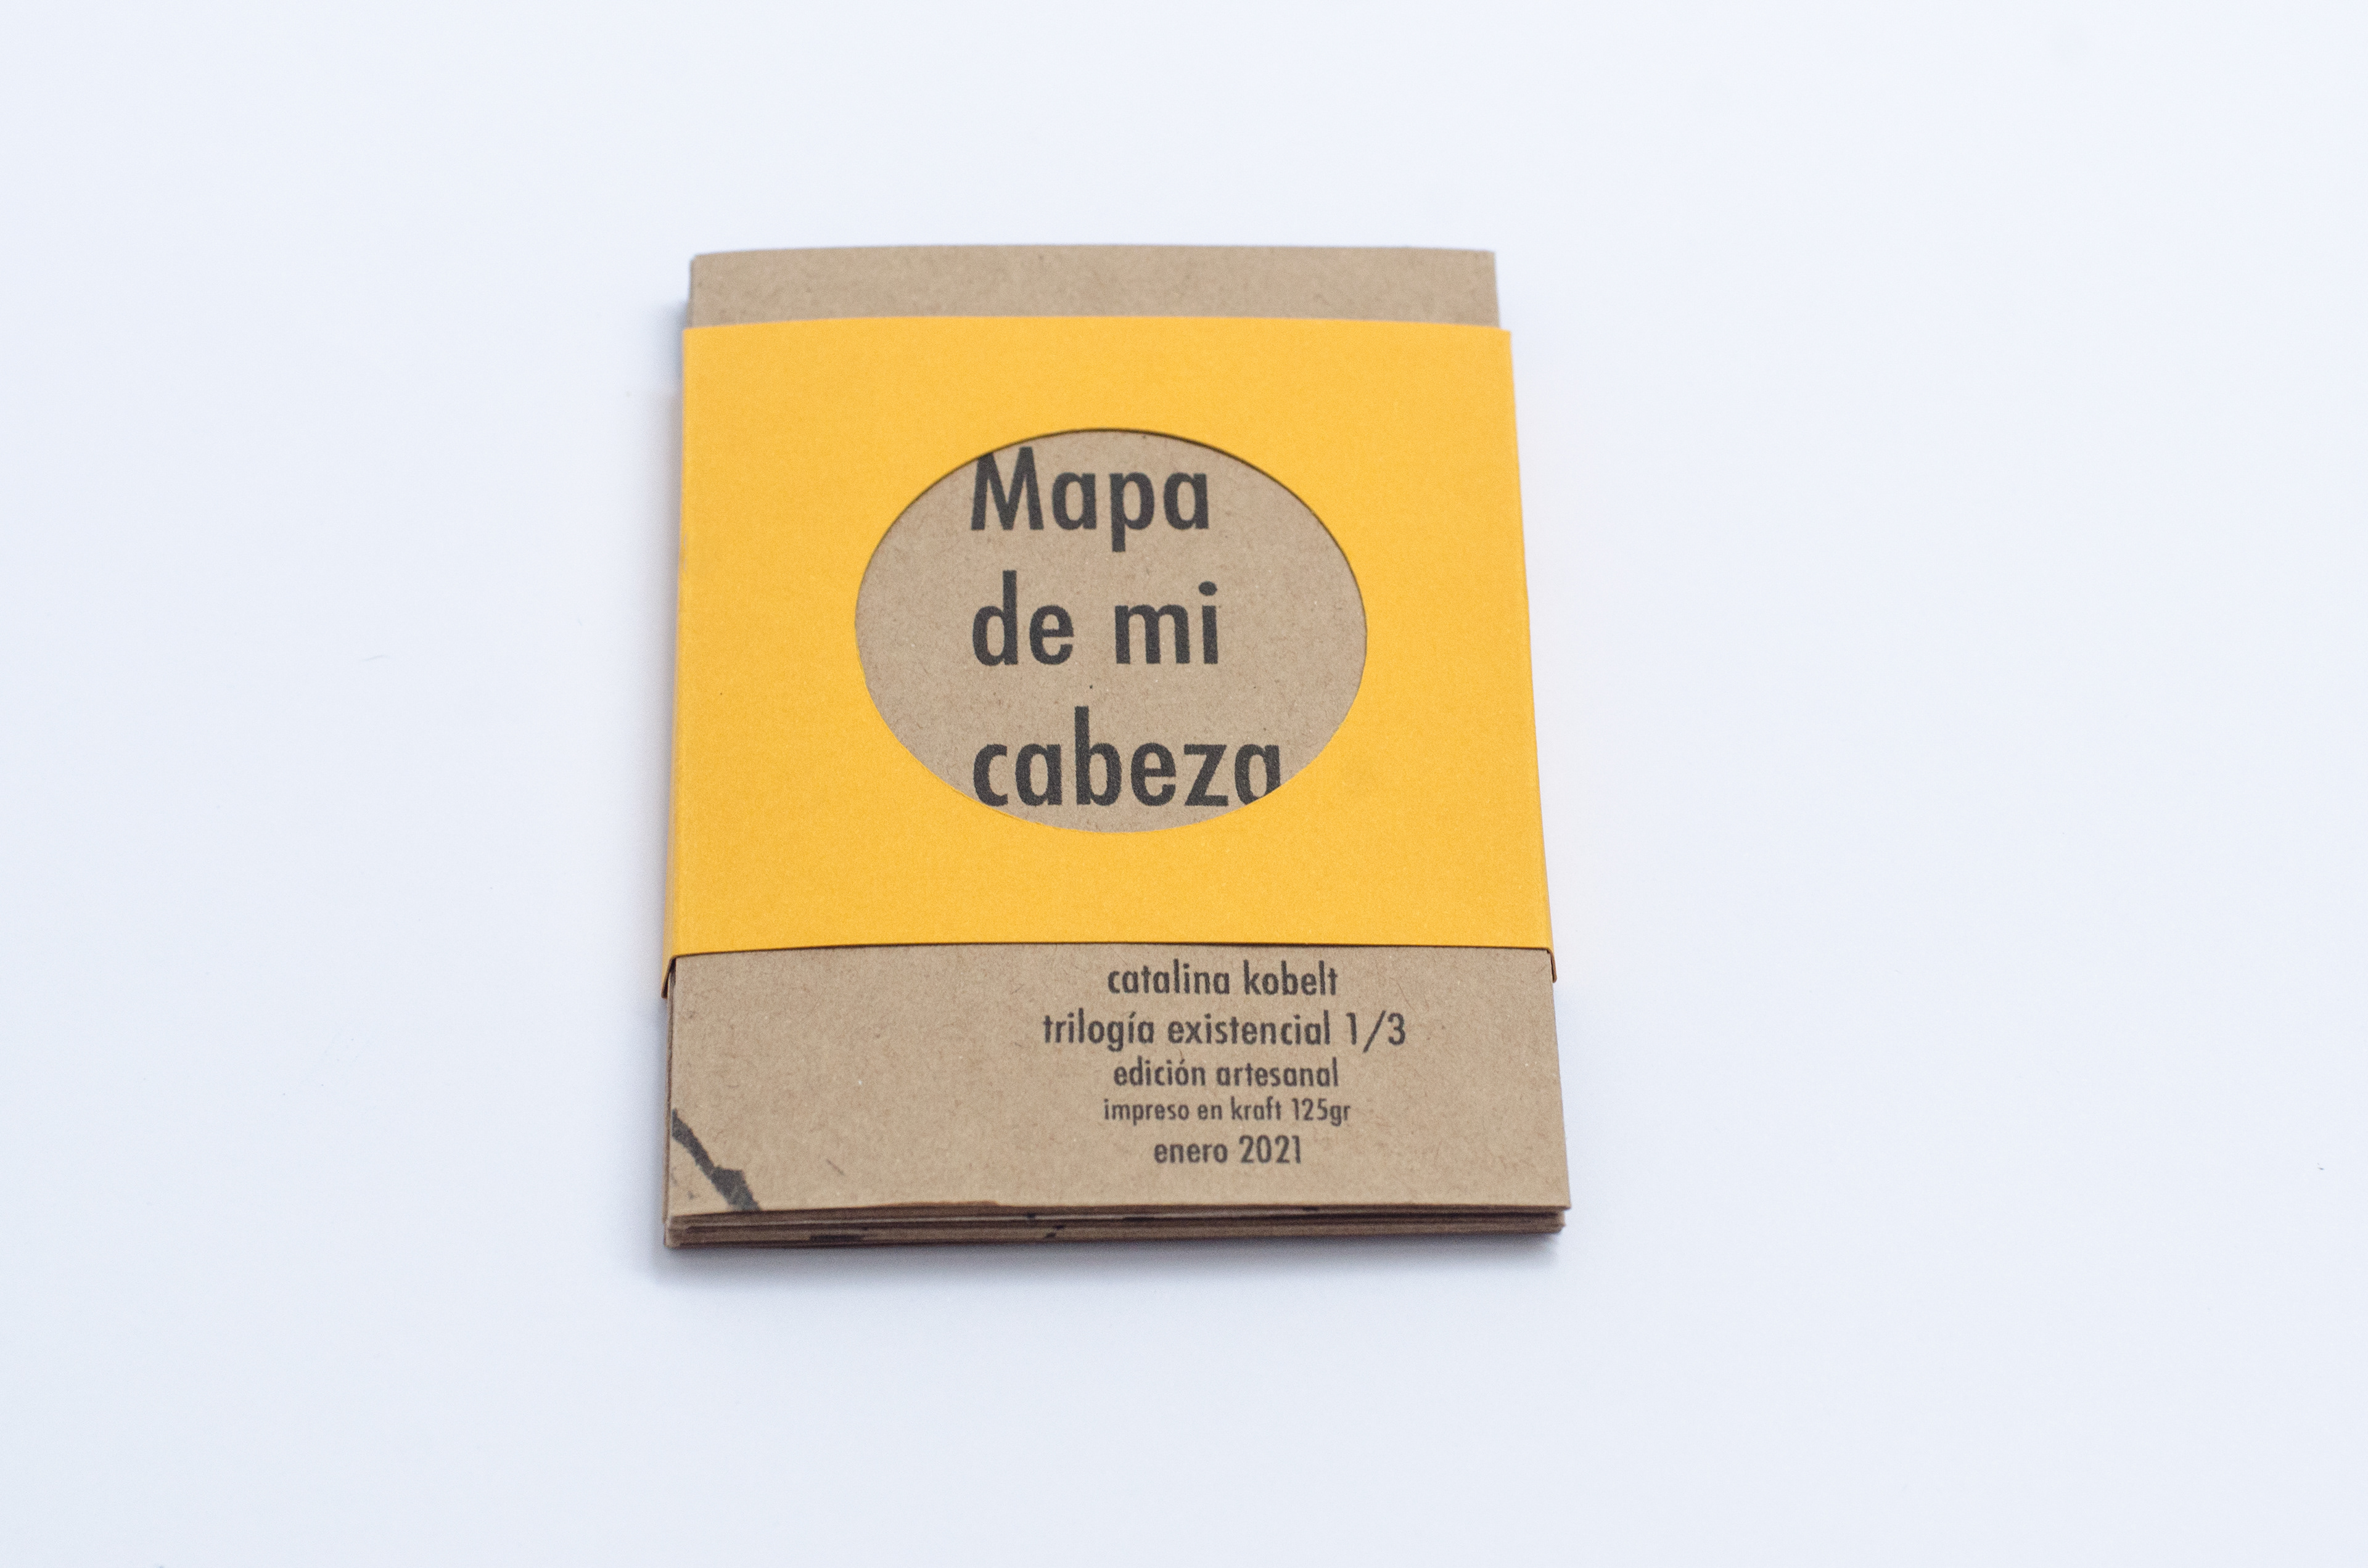 Mapa
de mi
cabeza
catalina kobelt
trilogía existencial 1/3
edición artesanal
impreso en kraft 125gr
enero 2021